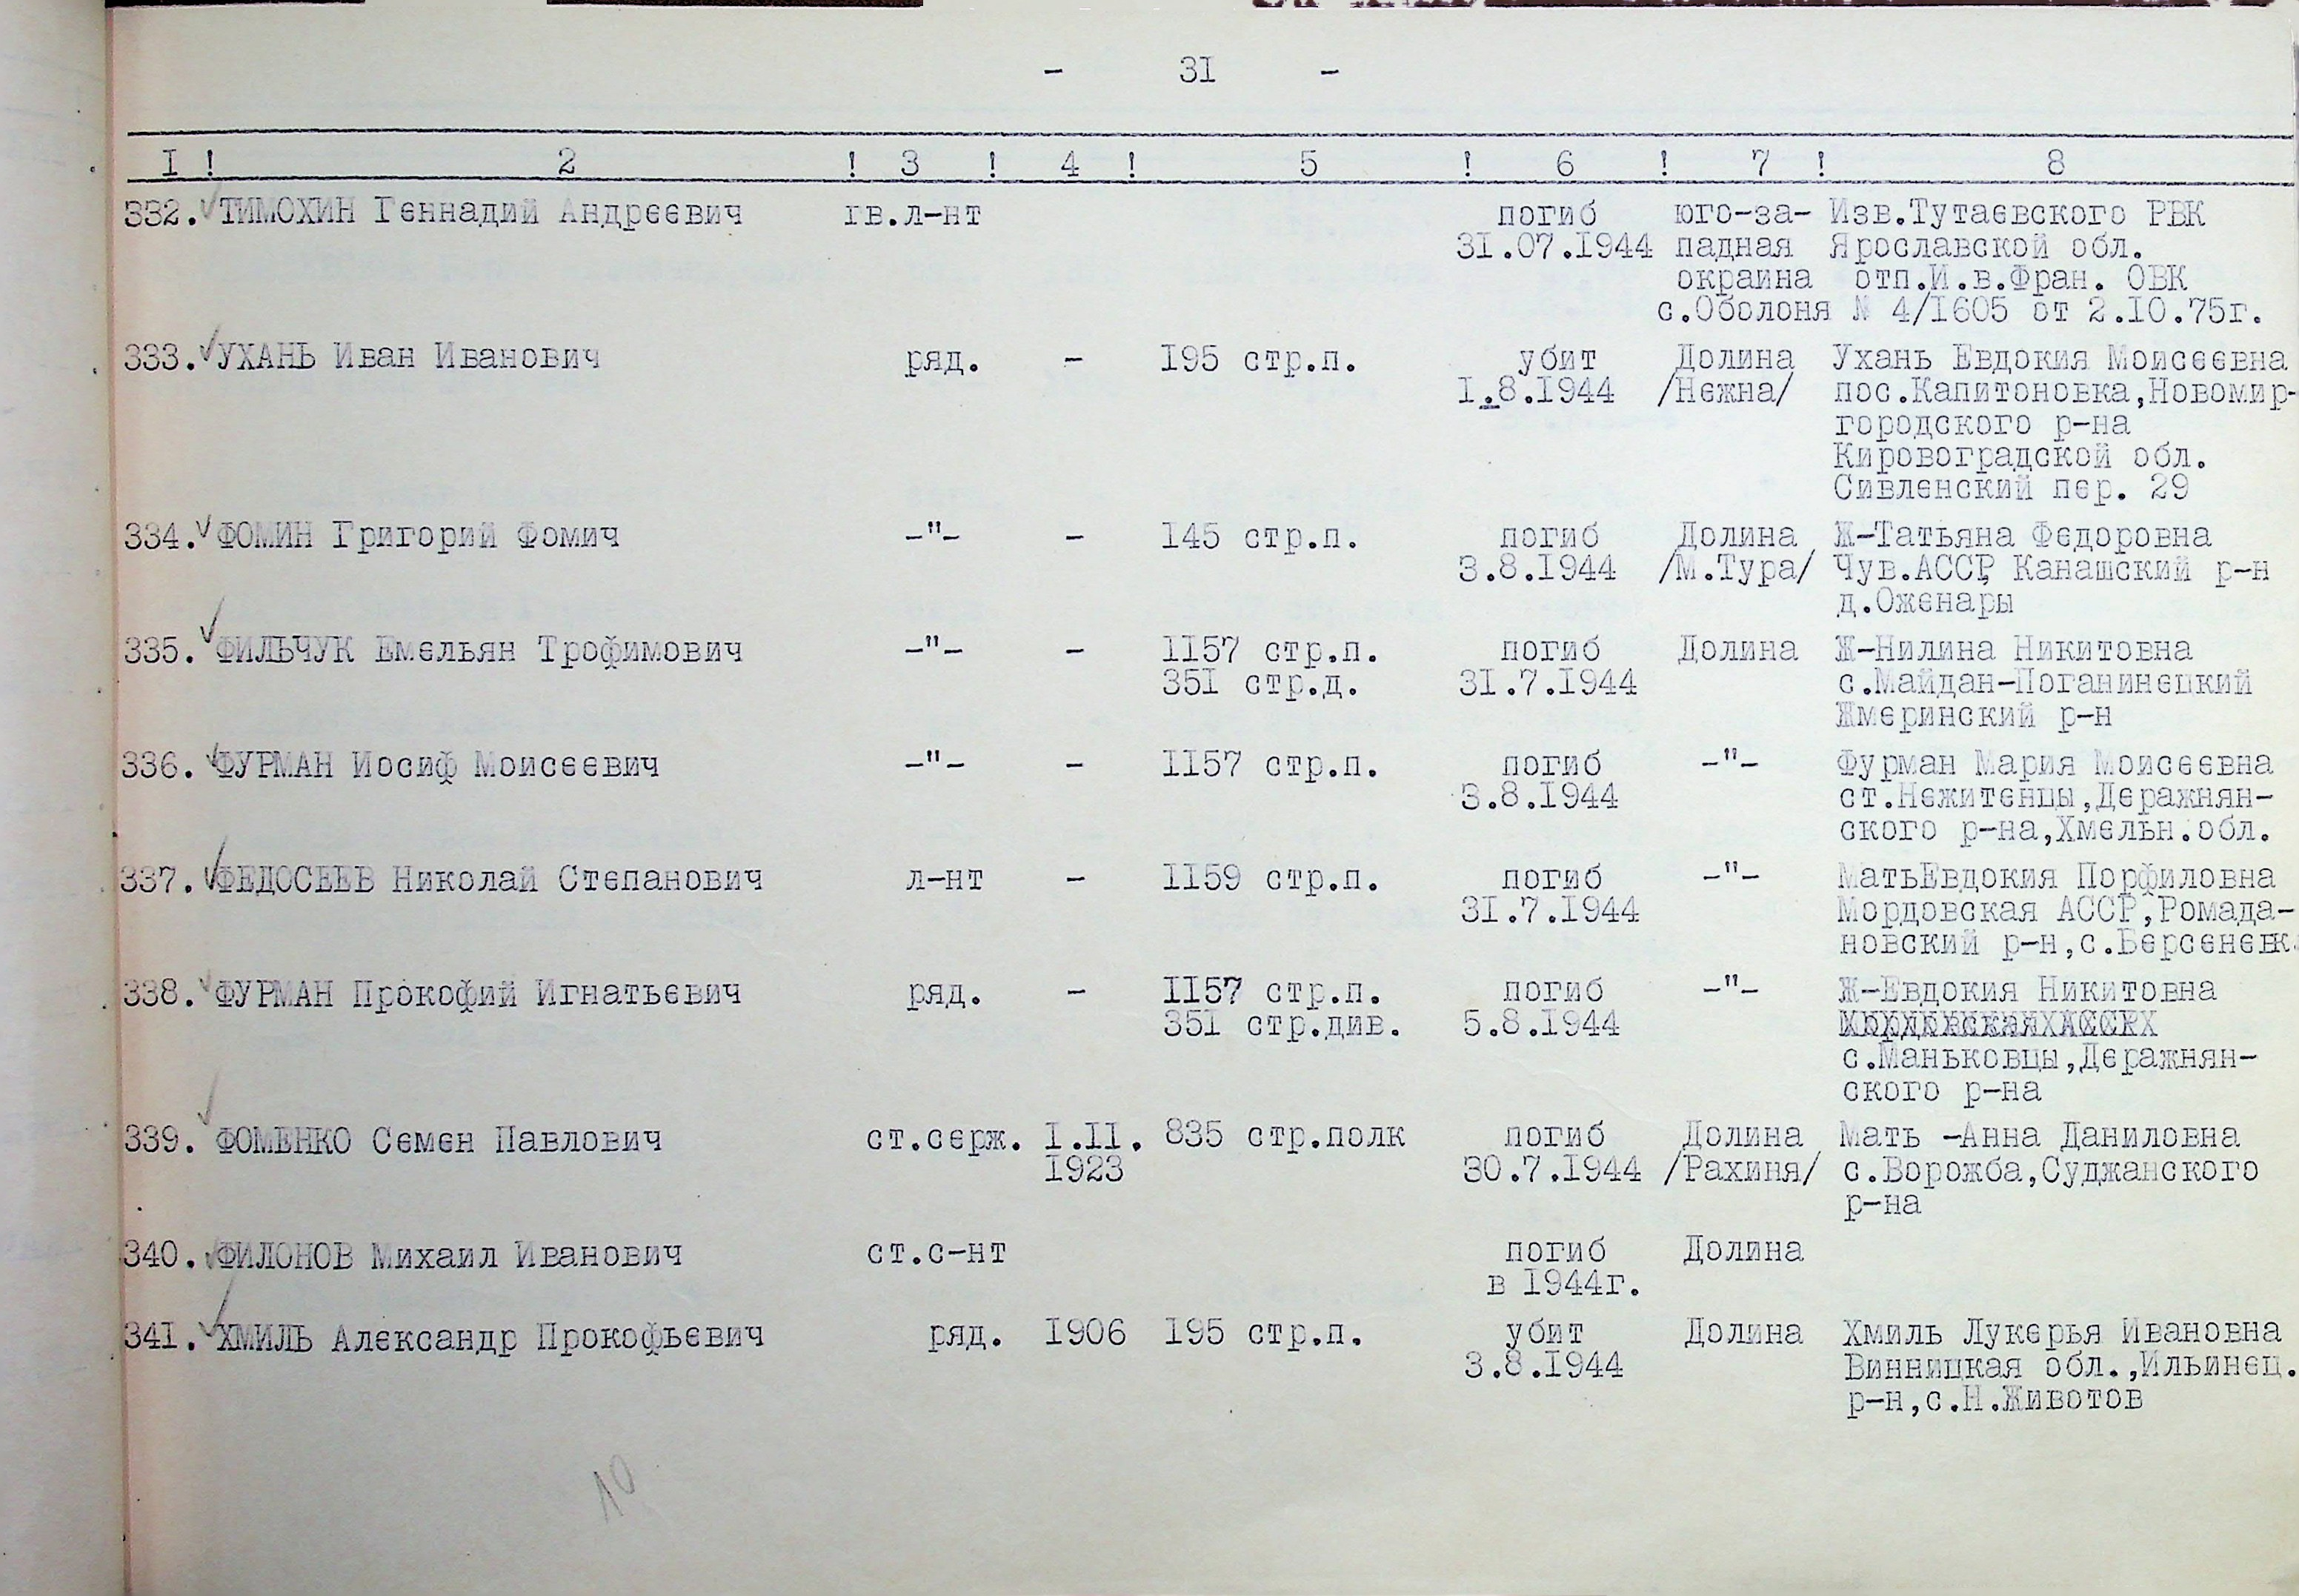 - 31 -
I ! 2 ! 3 ! 4 ! 5 ! 6 ! 7 ! 8
332. ТИМОХИН Геннадий Андреевич гв.л-нт погиб юго-за- Изв.Тутаевского РВК
31.07.1944 падная Ярославской обл.
окраина отп.И.в.Фран. ОВК
с.Оболоня № 4/1605 от 2.10.75г.
333. УХАНЬ Иван Иванович ряд. - 195 стр.п. убит Долина Ухань Евдокия Моисеевна
1.8.1944 /Нежна/ пос.Капитоновка,Новомир-
городского р-на
Кировоградской обл.
Сивленский пер. 29
334. ФОМИН Григорий Фомич -"- - 145 стр.п. погиб Долина Ж-Татьяна Федоровна
3.8.1944 /М.Тура/ Чув.АССР, Канашский р-н
д.Оженары
335. ФИЛЬЧУК Емельян Трофимович -"- - 1157 стр.п. погиб Долина Ж-Нилина Никитовна
351 стр.д. 31.7.1944 с.Майдан-Поганинецкий
Жмеринский р-н
336. ФУРМАН Иосиф Моисеевич -"- - 1157 стр.п. погиб -"- Фурман Мария Моисеевна
3.8.1944 ст.Нежитенцы,Деражнян-
ского р-на,Хмельн.обл.
337. ФЕДОСЕЕВ Николай Степанович л-нт - 1159 стр.п. погиб -"- МатьЕвдокия Порфиловна
31.7.1944 Мордовская АССР,Ромада-
новский р-н,с.Берсенев
338. ФУРМАН Прокофий Игнатьевич ряд. - 1157 стр.п. погиб -"- Ж-Евдокия Никитовна
351 стр.див. 5.8.1944 Мордовская АССР
с.Маньковцы,Деражнян-
ского р-на
339. ФОМЕНКО Семен Павлович ст.серж. 1.11. 835 стр.полк погиб Долина Мать -Анна Даниловна
1923 30.7.1944 /Рахиня/ с.Ворожба,Суджанского
р-на
340. ФИЛОНОВ Михаил Иванович ст.с-нт погиб Долина
в 1944г.
341. ХМИЛЬ Александр Прокофьевич ряд. 1906 195 стр.п. убит Долина Хмиль Лукерья Ивановна
3.8.1944 Винницкая обл.,Ильинец.
р-н,с.Н.Животов
10